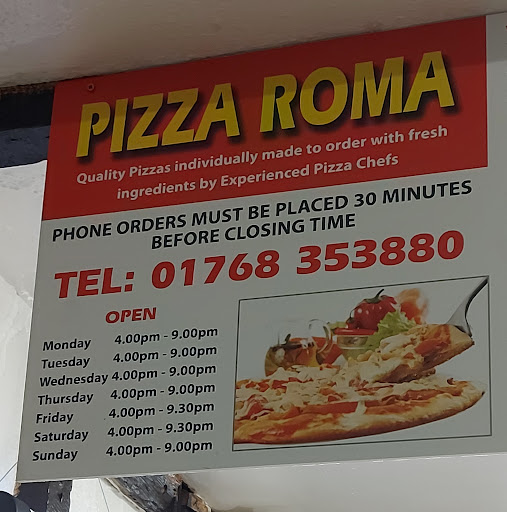 PIZZA ROMA
Quality Pizzas individually made to order with fresh
ingredients by Experienced Pizza Chefs
PHONE ORDERS MUST BE PLACED 30 MINUTES
BEFORE CLOSING TIME
TEL: 01768 353880
OPEN
Monday 4.00pm - 9.00pm
Tuesday 4.00pm - 9.00pm
Wednesday 4.00pm - 9.00pm
Thursday 4.00pm - 9.00pm
Friday 4.00pm - 9.30pm
Saturday 4.00pm - 9.30pm
Sunday 4.00pm - 9.00pm